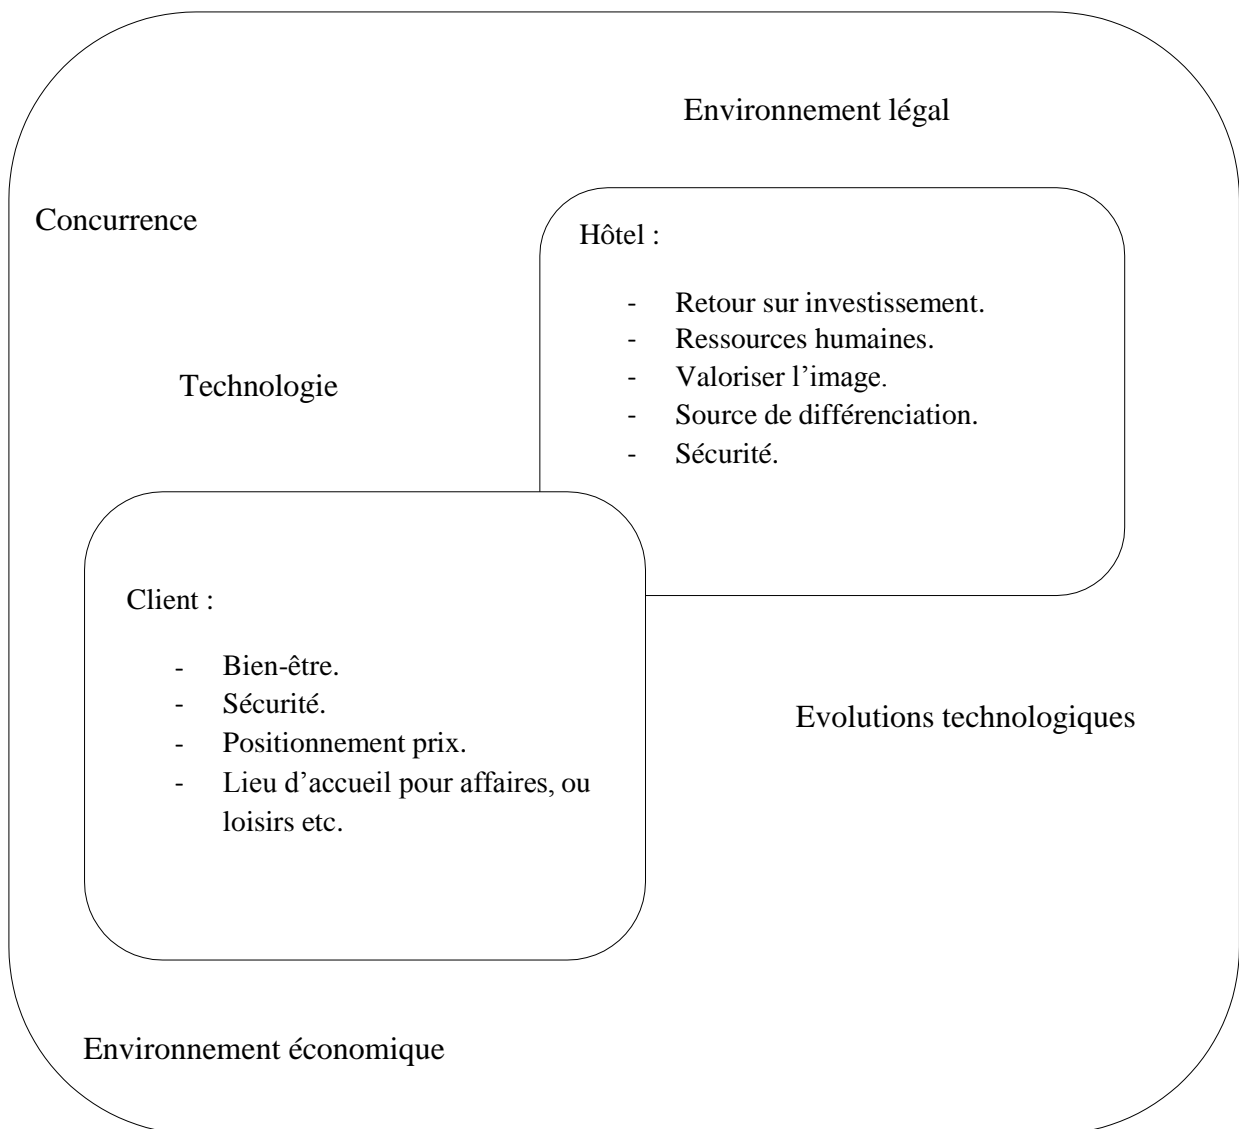 Environnement légal
Concurrence
Hôtel :
- Retour sur investissement.
- Ressources humaines.
- Valoriser l’image.
- Source de différenciation.
- Sécurité.
Technologie
Client :
- Bien-être.
- Sécurité.
- Positionnement prix.
- Lieu d’accueil pour affaires, ou
loisirs etc.
Evolutions technologiques
Environnement économique